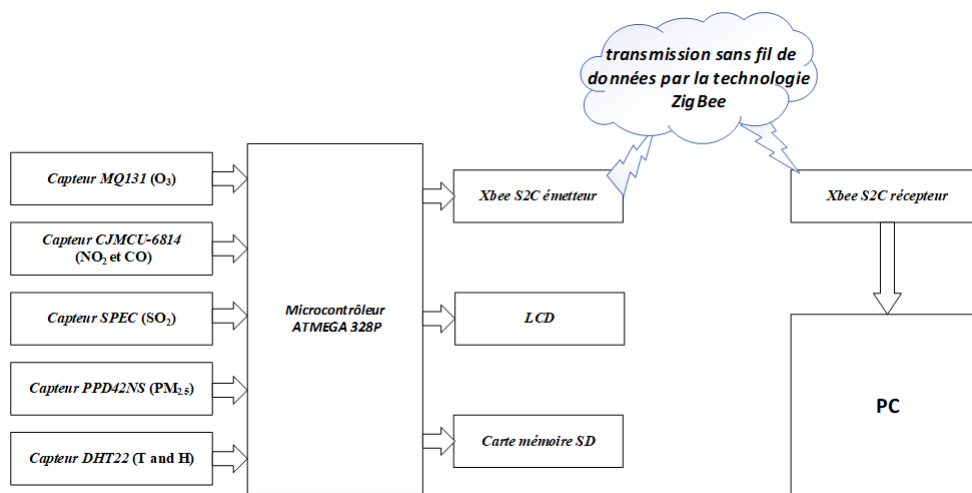 transmission sans fil de
données par la technologie
ZigBee
Capteur MQ131 (O₃)
Capteur CJMCU-6814
(NO₂ et CO)
Capteur SPEC (SO₂)
Capteur PPD42NS (PM₂.₅)
Capteur DHT22 (T and H)
Microcontrôleur
ATMEGA 328P
Xbee S2C émetteur
LCD
Carte mémoire SD
Xbee S2C récepteur
PC